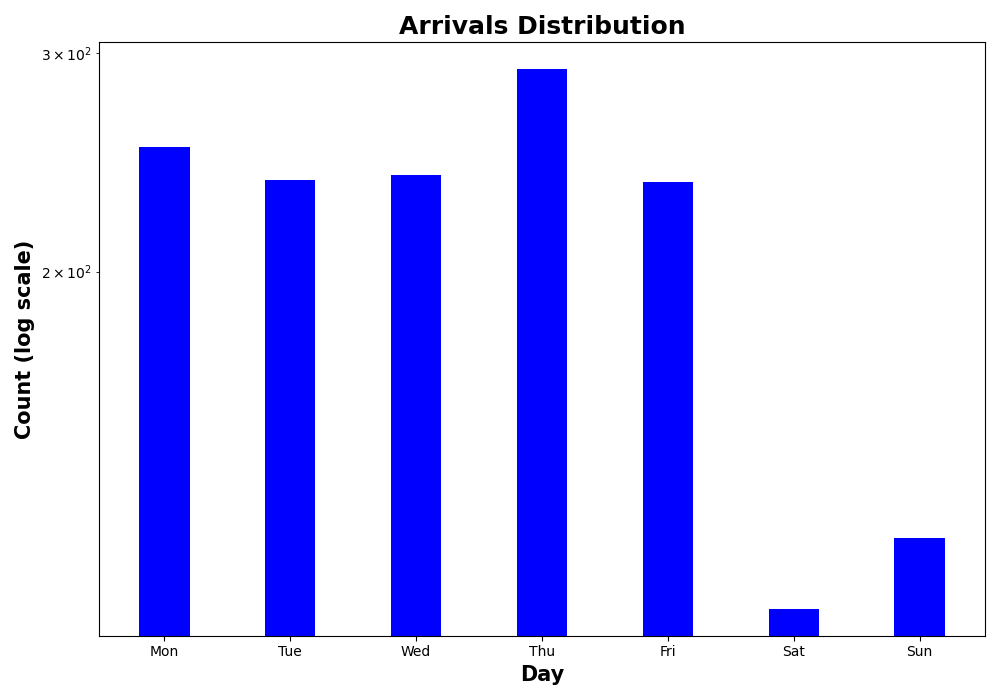 Arrivals Distribution
3 × 10²
2 × 10²
Count (log scale)
Mon Tue Wed Thu Fri Sat Sun
Day